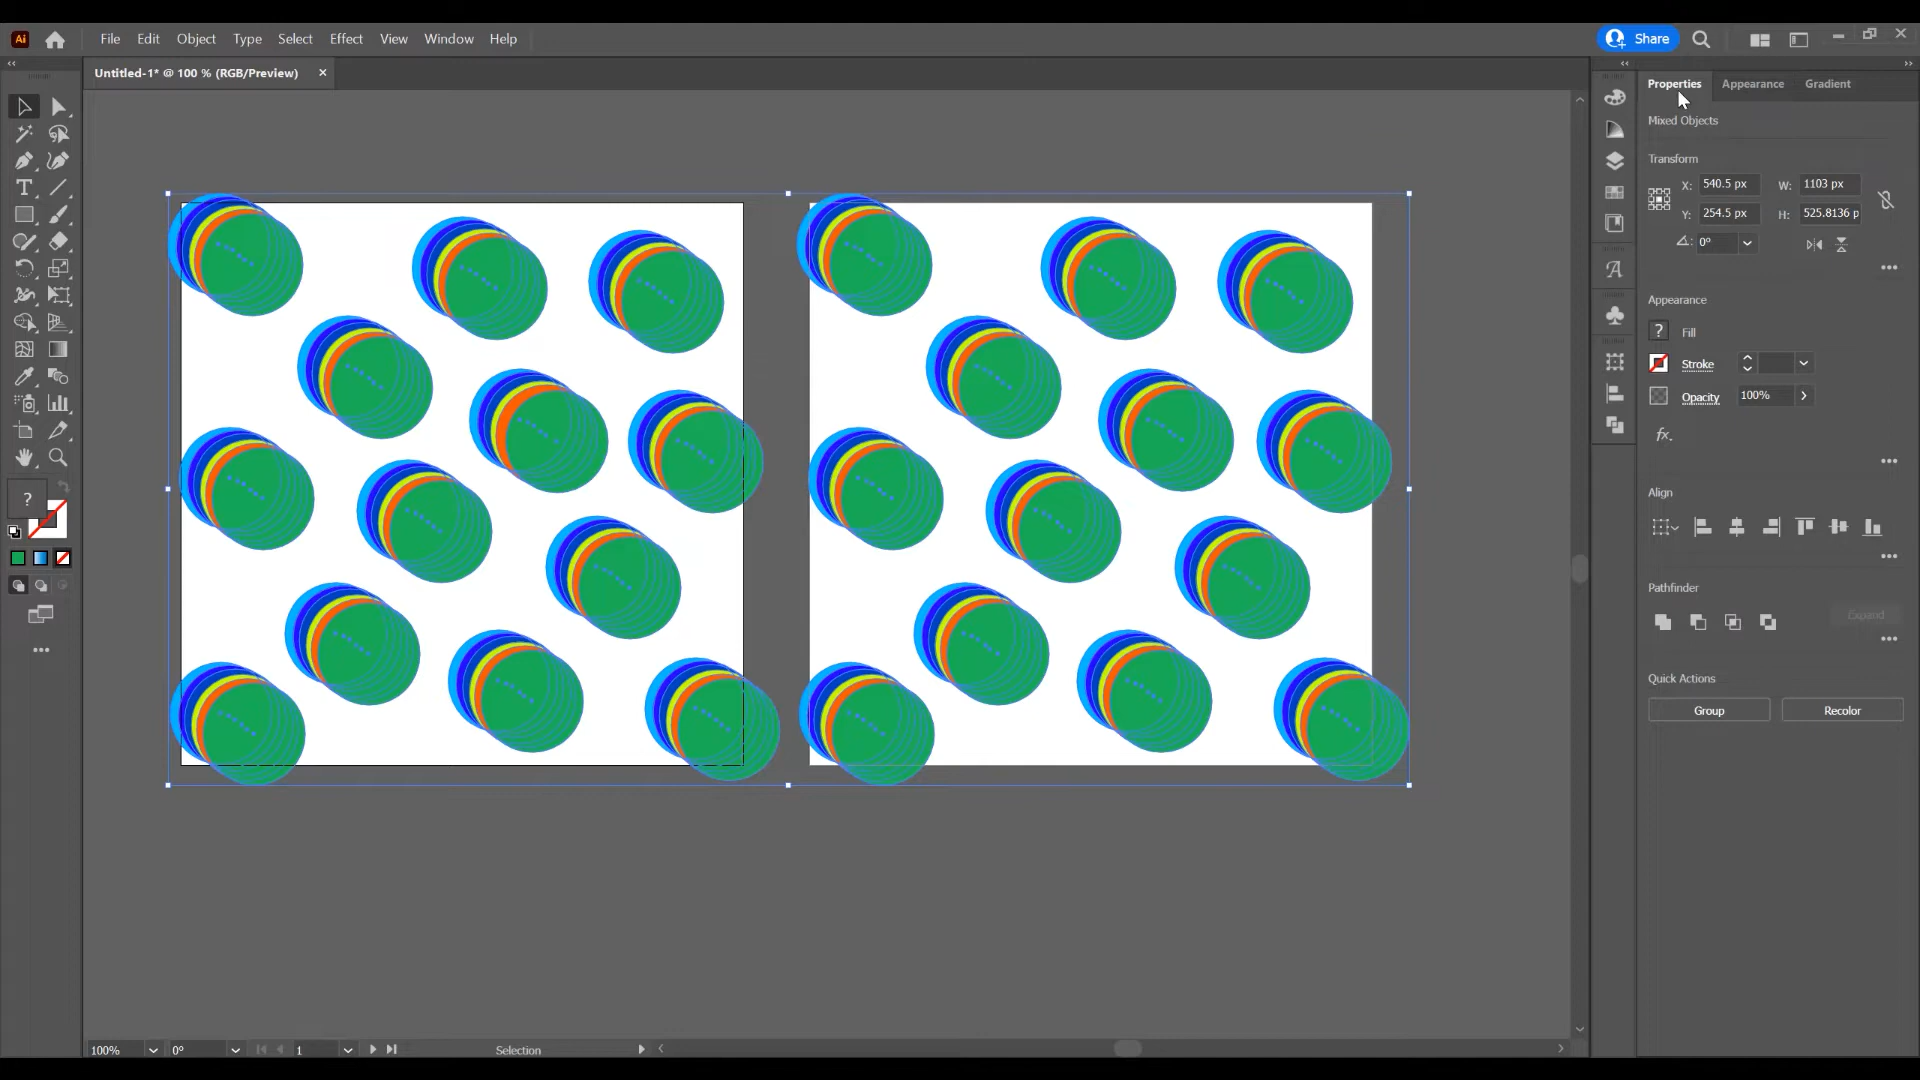 Ai File Edit Object Type Select Effect View Window Help Share
Untitled-1* @ 100 % (RGB/Preview) ×
Properties Appearance Gradient
Mixed Objects
Transform
X: 540.5 px W: 1103 px
Y: 254.5 px H: 525.8136 p
0°
Appearance
? Fill
Stroke
Opacity 100%
fx.
Align
Pathfinder
Expand
Quick Actions
Group Recolor
?
100% 0° 1 Selection